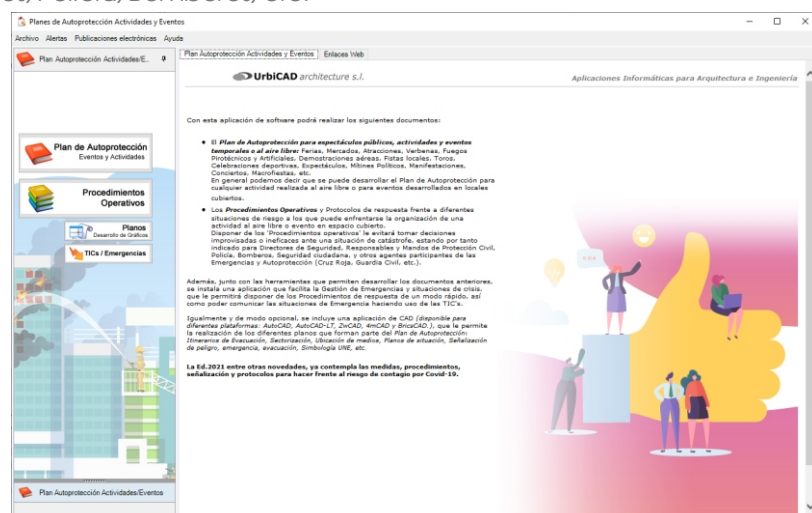 Planes de Autoprotección Actividades y Eventos
Archivo Alertas Publicaciones electrónicas Ayuda
Plan Autoprotección Actividades/E..
Plan Autoprotección Actividades y Eventos Enlaces Web
UrbiCAD architecture s.l.
Aplicaciones Informáticas para Arquitectura e Ingeniería
Plan de Autoprotección
Eventos y Actividades
Procedimientos
Operativos
Planos
Desarrollo de Gráficos
TICs / Emergencias
Con esta aplicación de software podrá realizar los siguientes documentos:
• El Plan de Autoprotección para espectáculos públicos, actividades y eventos
temporales o al aire libre: Ferias, Mercados, Atracciones, Verbenas, Fuegos
Pirotécnicos y Artificiales, Demostraciones aéreas, Fistas locales, Toros,
Celebraciones deportivas, Espectáculos, Mítines Políticos, Manifestaciones,
Conciertos, Macrofiestas, etc.
En general podemos decir que se puede desarrollar el Plan de Autoprotección para
cualquier actividad realizada al aire libre o para eventos desarrollados en locales
cubiertos.
• Los Procedimientos Operativos y Protocolos de respuesta frente a diferentes
situaciones de riesgo a los que puede enfrentarse la organización de una
actividad al aire libre o evento en espacio cubierto.
Disponer de los 'Procedimientos operativos' le evitará tomar decisiones
improvisadas o ineficaces ante una situación de catástrofe, estando por tanto
indicado para Directores de Seguridad, Responsables y Mandos de Protección Civil,
Policía, Bomberos, Seguridad ciudadana, y otros agentes participantes de las
Emergencias y Autoprotección (Cruz Roja, Guardia Civil, etc.).
Además, junto con las herramientas que permiten desarrollar los documentos anteriores,
se instala una aplicación que facilita la Gestión de Emergencias y situaciones de crisis,
que le permitirá disponer de los Procedimientos de respuesta de un modo rápido, así
como poder comunicar las situaciones de Emergencia haciendo uso de las TIC's.
Igualmente y de modo opcional, se incluye una aplicación de CAD (disponible para
diferentes plataformas: AutoCAD, AutoCAD-LT, ZwCAD, 4mCAD y BricsCAD.), que le permite
la realización de los diferentes planos que forman parte del Plan de Autoprotección:
Itinerarios de Evacuación, Sectorización, Ubicación de medios, Planos de situación, Señalización
de peligro, emergencia, evacuación, Simbología UNE, etc.
La Ed.2021 entre otras novedades, ya contempla las medidas, procedimientos,
señalización y protocolos para hacer frente al riesgo de contagio por Covid-19.
Plan Autoprotección Actividades/Eventos